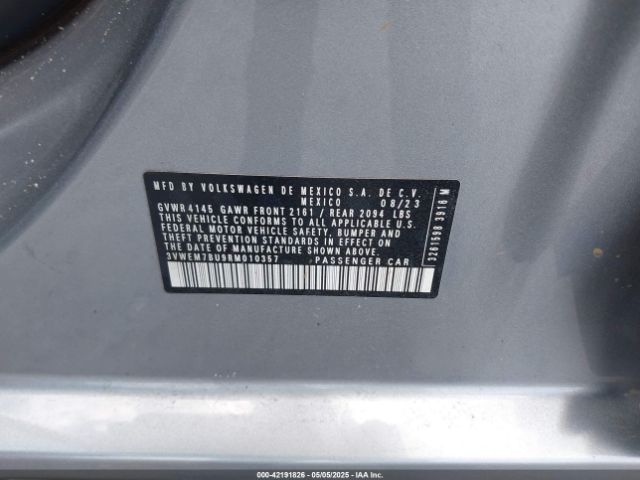 MFD BY VOLKSWAGEN DE MEXICO S.A. DE C.V.
MEXICO 08/23
GVWR 4145 GAWR FRONT 2161 / REAR 2094 LBS
THIS VEHICLE CONFORMS TO ALL APPLICABLE U.S.
FEDERAL MOTOR VEHICLE SAFETY, BUMPER AND
THEFT PREVENTION STANDARDS IN EFFECT ON
THE DATE OF MANUFACTURE SHOWN ABOVE.
3VWEM7BU9RM010357 PASSENGER CAR
3261598 3916 M
000-42191826 - 05/05/2025 - IAA Inc.